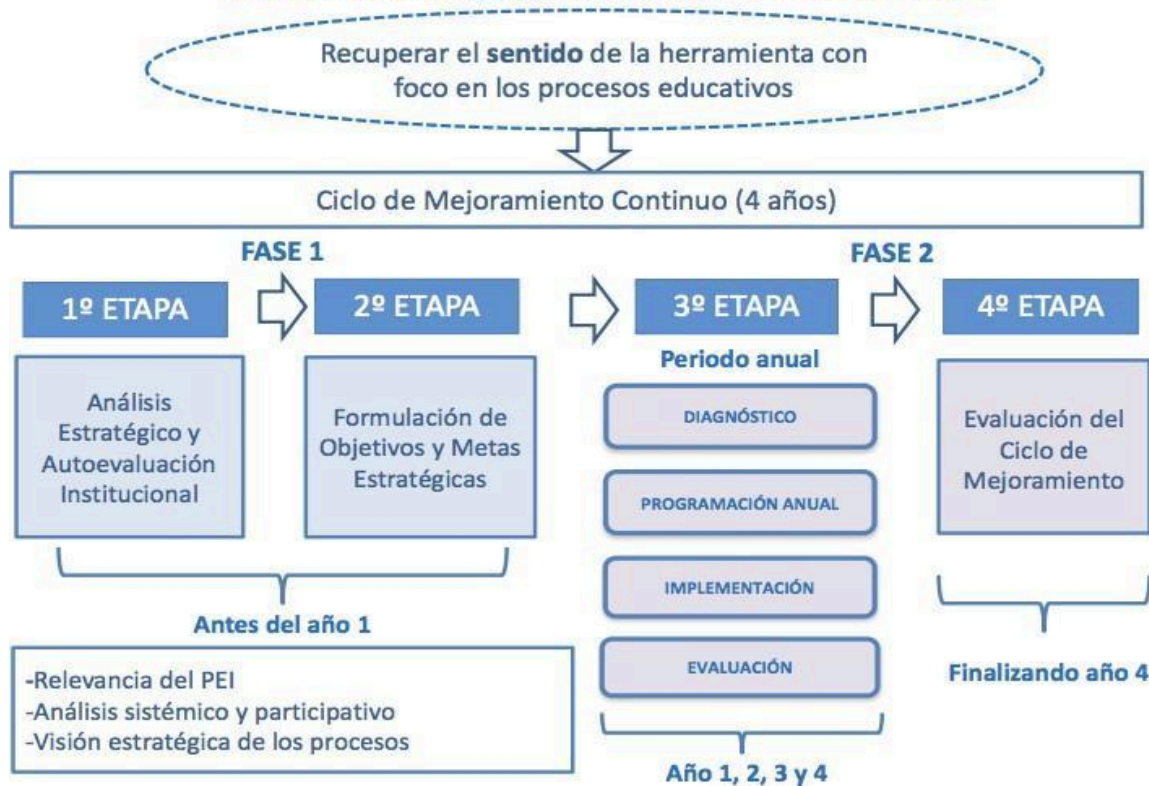 Recuperar el sentido de la herramienta con
foco en los procesos educativos
Ciclo de Mejoramiento Continuo (4 años)
FASE 1
FASE 2
1º ETAPA
2º ETAPA
3º ETAPA
4º ETAPA
Análisis
Estratégico y
Autoevaluación
Institucional
Formulación de
Objetivos y Metas
Estratégicas
Periodo anual
DIAGNÓSTICO
PROGRAMACIÓN ANUAL
IMPLEMENTACIÓN
EVALUACIÓN
Evaluación del
Ciclo de
Mejoramiento
Antes del año 1
-Relevancia del PEI
-Análisis sistémico y participativo
-Visión estratégica de los procesos
Año 1, 2, 3 y 4
Finalizando año 4